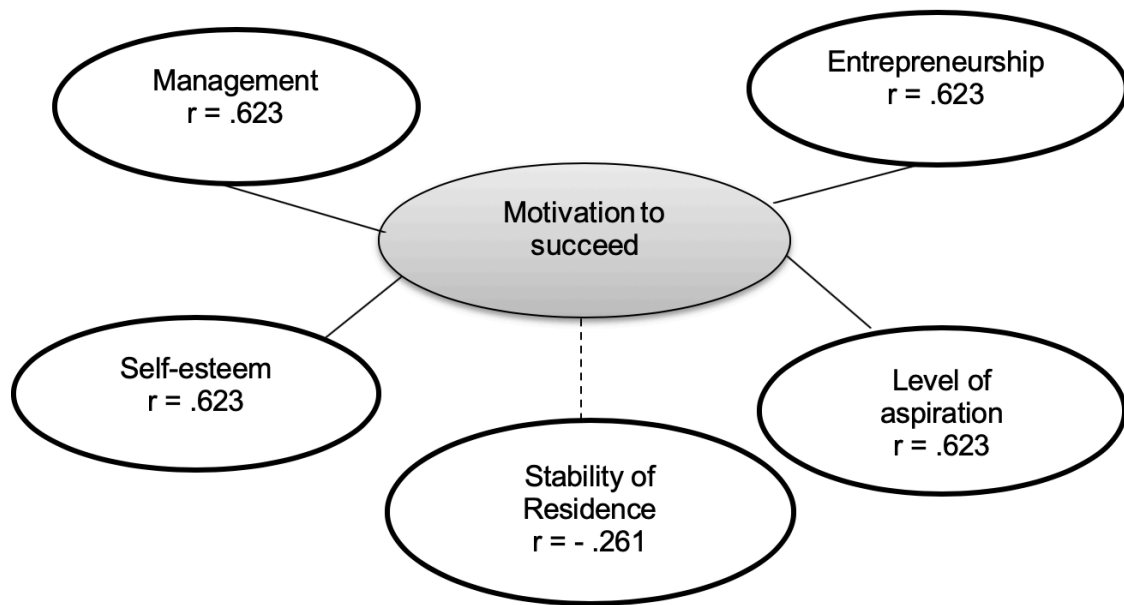 Management
r = .623
Entrepreneurship
r = .623
Motivation to
succeed
Self-esteem
r = .623
Level of
aspiration
r = .623
Stability of
Residence
r = - .261